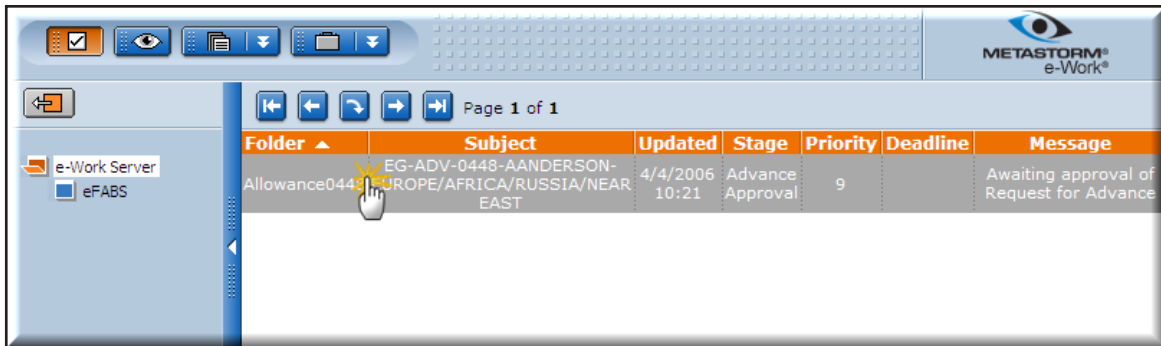 METASTORM®
e-Work®
Page 1 of 1
e-Work Server
eFABS
Folder Subject Updated Stage Priority Deadline Message
Allowance044 EG-ADV-0448-AANDERSON-
EUROPE/AFRICA/RUSSIA/NEAR
EAST
4/4/2006
10:21
Advance
Approval
9
Awaiting approval of
Request for Advance